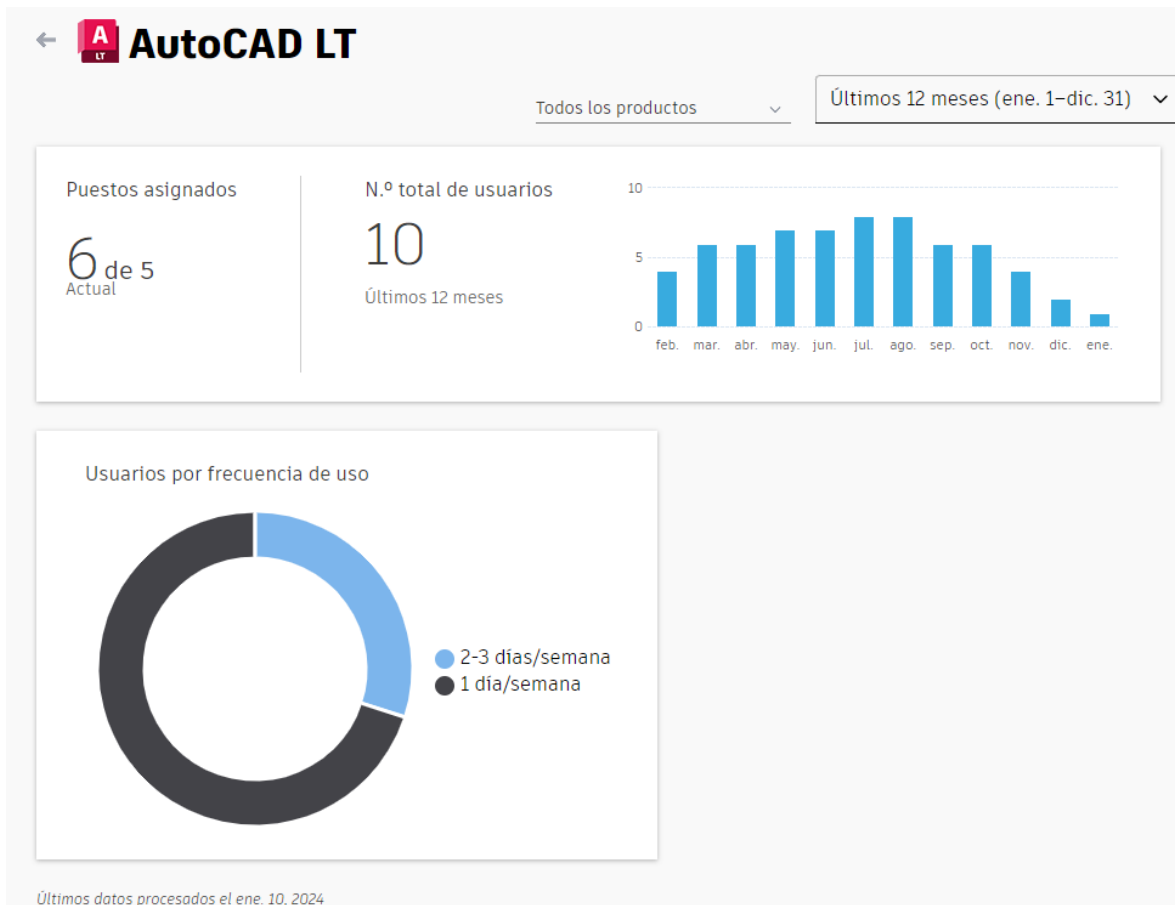 A
LT
AutoCAD LT
Todos los productos
Últimos 12 meses (ene. 1–dic. 31)
Puestos asignados
6 de 5
Actual
N.º total de usuarios
10
Últimos 12 meses
10
5
0
feb. mar. abr. may. jun. jul. ago. sep. oct. nov. dic. ene.
Usuarios por frecuencia de uso
2-3 días/semana
1 día/semana
Últimos datos procesados el ene. 10, 2024